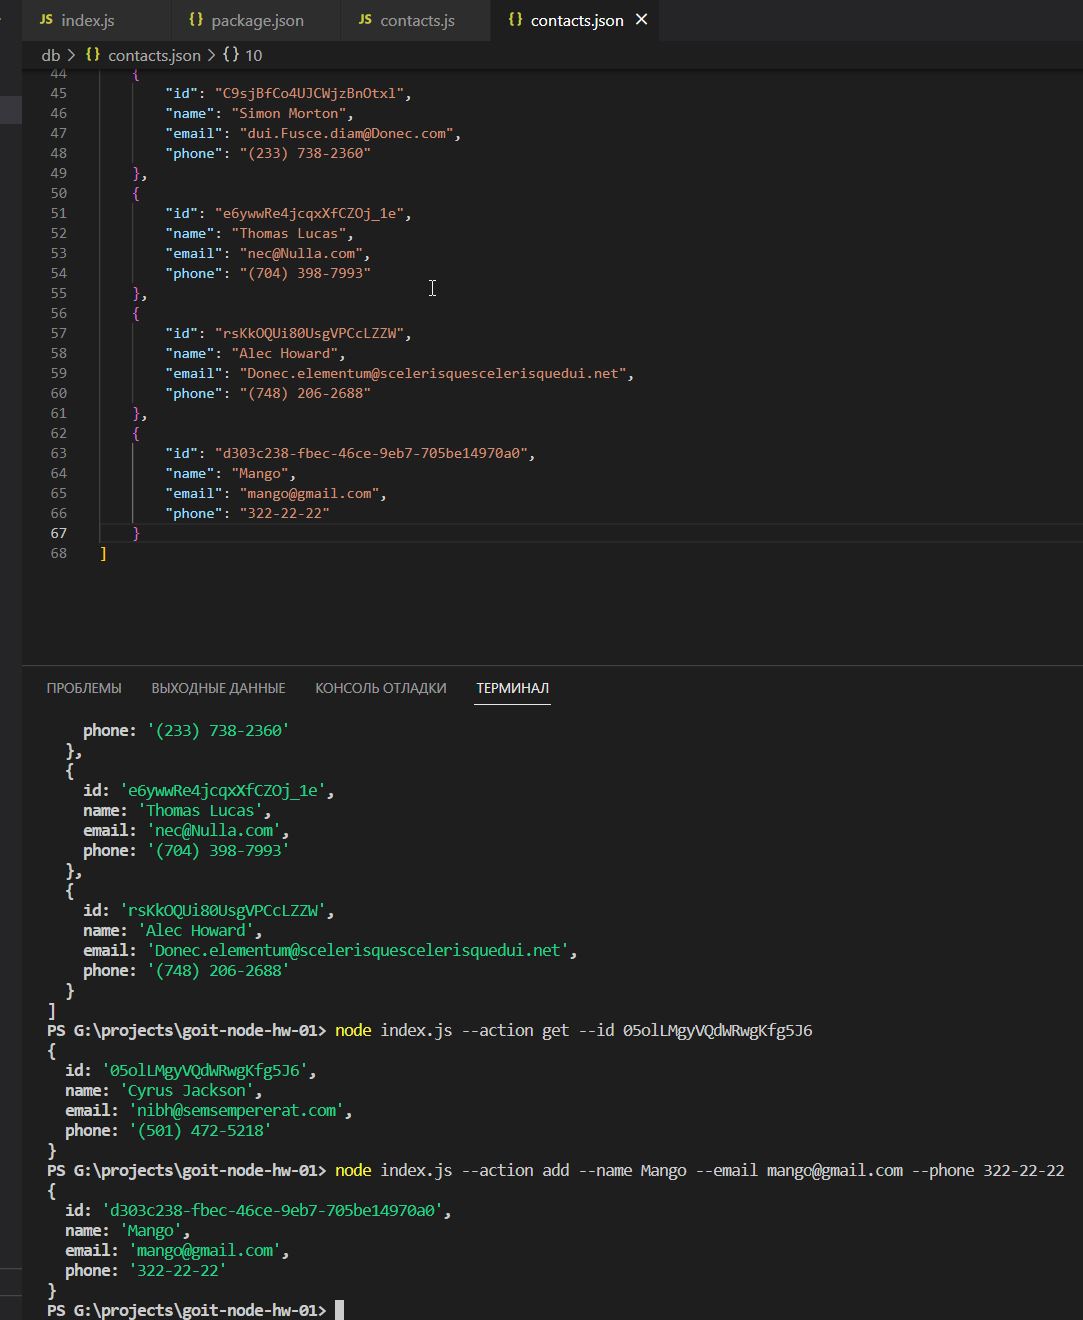 JS index.js {} package.json JS contacts.js {} contacts.json ×
db > {} contacts.json > {} 10
44 {
45 "id": "C9sjBfCo4UJCWjzBnOtxl",
46 "name": "Simon Morton",
47 "email": "dui.Fusce.diam@Donec.com",
48 "phone": "(233) 738-2360"
49 },
50 {
51 "id": "e6ywwRe4jcqxXfCZOj_1e",
52 "name": "Thomas Lucas",
53 "email": "nec@Nulla.com",
54 "phone": "(704) 398-7993"
55 },
56 {
57 "id": "rsKkOQUi80UsgVPCcLZZW",
58 "name": "Alec Howard",
59 "email": "Donec.elementum@scelerisquescelerisquedui.net",
60 "phone": "(748) 206-2688"
61 },
62 {
63 "id": "d303c238-fbec-46ce-9eb7-705be14970a0",
64 "name": "Mango",
65 "email": "mango@gmail.com",
66 "phone": "322-22-22"
67 }
68 ]
ПРОБЛЕМЫ ВЫХОДНЫЕ ДАННЫЕ КОНСОЛЬ ОТЛАДКИ ТЕРМИНАЛ
phone: '(233) 738-2360'
},
{
id: 'e6ywwRe4jcqxXfCZOj_1e',
name: 'Thomas Lucas',
email: 'nec@Nulla.com',
phone: '(704) 398-7993'
},
{
id: 'rsKkOQUi80UsgVPCcLZZW',
name: 'Alec Howard',
email: 'Donec.elementum@scelerisquescelerisquedui.net',
phone: '(748) 206-2688'
}
]
PS G:\projects\goit-node-hw-01> node index.js --action get --id 05olLMgyVQdWRwgKfg5J6
{
id: '05olLMgyVQdWRwgKfg5J6',
name: 'Cyrus Jackson',
email: 'nibh@semsempererat.com',
phone: '(501) 472-5218'
}
PS G:\projects\goit-node-hw-01> node index.js --action add --name Mango --email mango@gmail.com --phone 322-22-22
{
id: 'd303c238-fbec-46ce-9eb7-705be14970a0',
name: 'Mango',
email: 'mango@gmail.com',
phone: '322-22-22'
}
PS G:\projects\goit-node-hw-01>